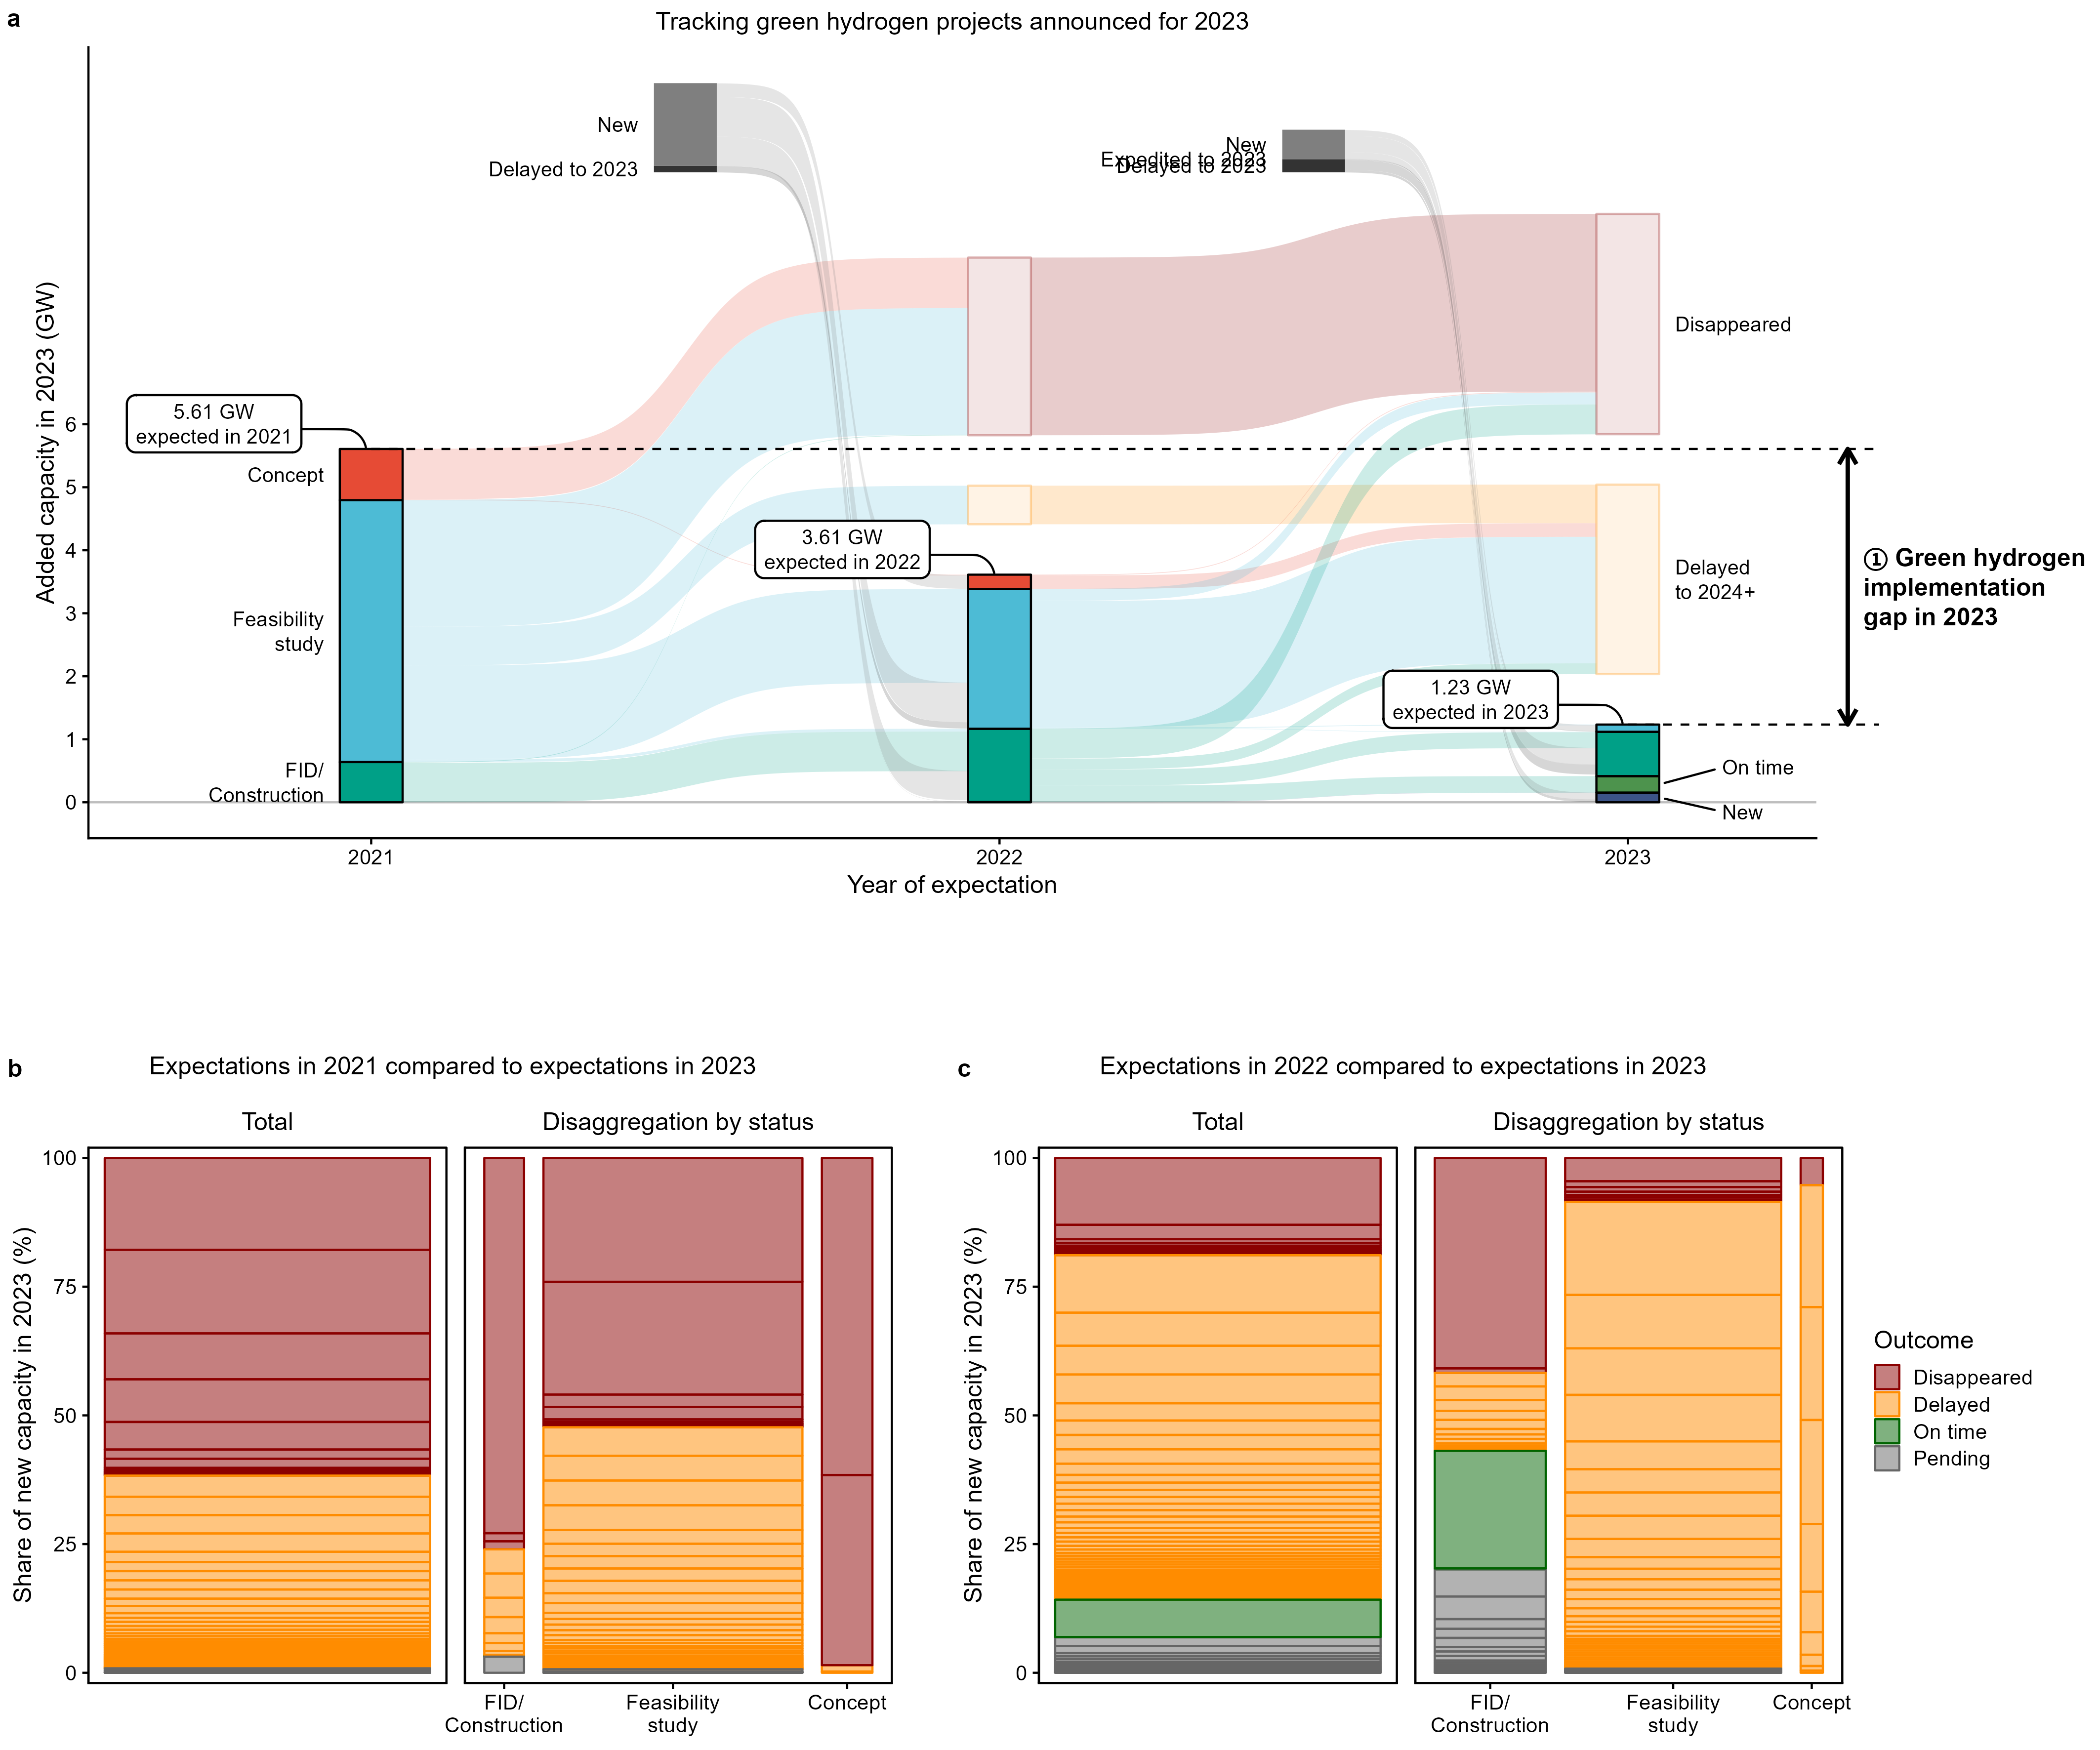 a
Tracking green hydrogen projects announced for 2023
New
Delayed to 2023
New
Expedited to 2023
Delayed to 2023
Added capacity in 2023 (GW)
6
5
4
3
2
1
0
5.61 GW
expected in 2021
Concept
Feasibility
study
FID/
Construction
3.61 GW
expected in 2022
1.23 GW
expected in 2023
Disappeared
Delayed
to 2024+
On time
New
① Green hydrogen
implementation
gap in 2023
2021
2022
2023
Year of expectation
b
Expectations in 2021 compared to expectations in 2023
Total
Disaggregation by status
Share of new capacity in 2023 (%)
100
75
50
25
0
FID/
Construction
Feasibility
study
Concept
c
Expectations in 2022 compared to expectations in 2023
Total
Disaggregation by status
Share of new capacity in 2023 (%)
100
75
50
25
0
FID/
Construction
Feasibility
study
Concept
Outcome
Disappeared
Delayed
On time
Pending